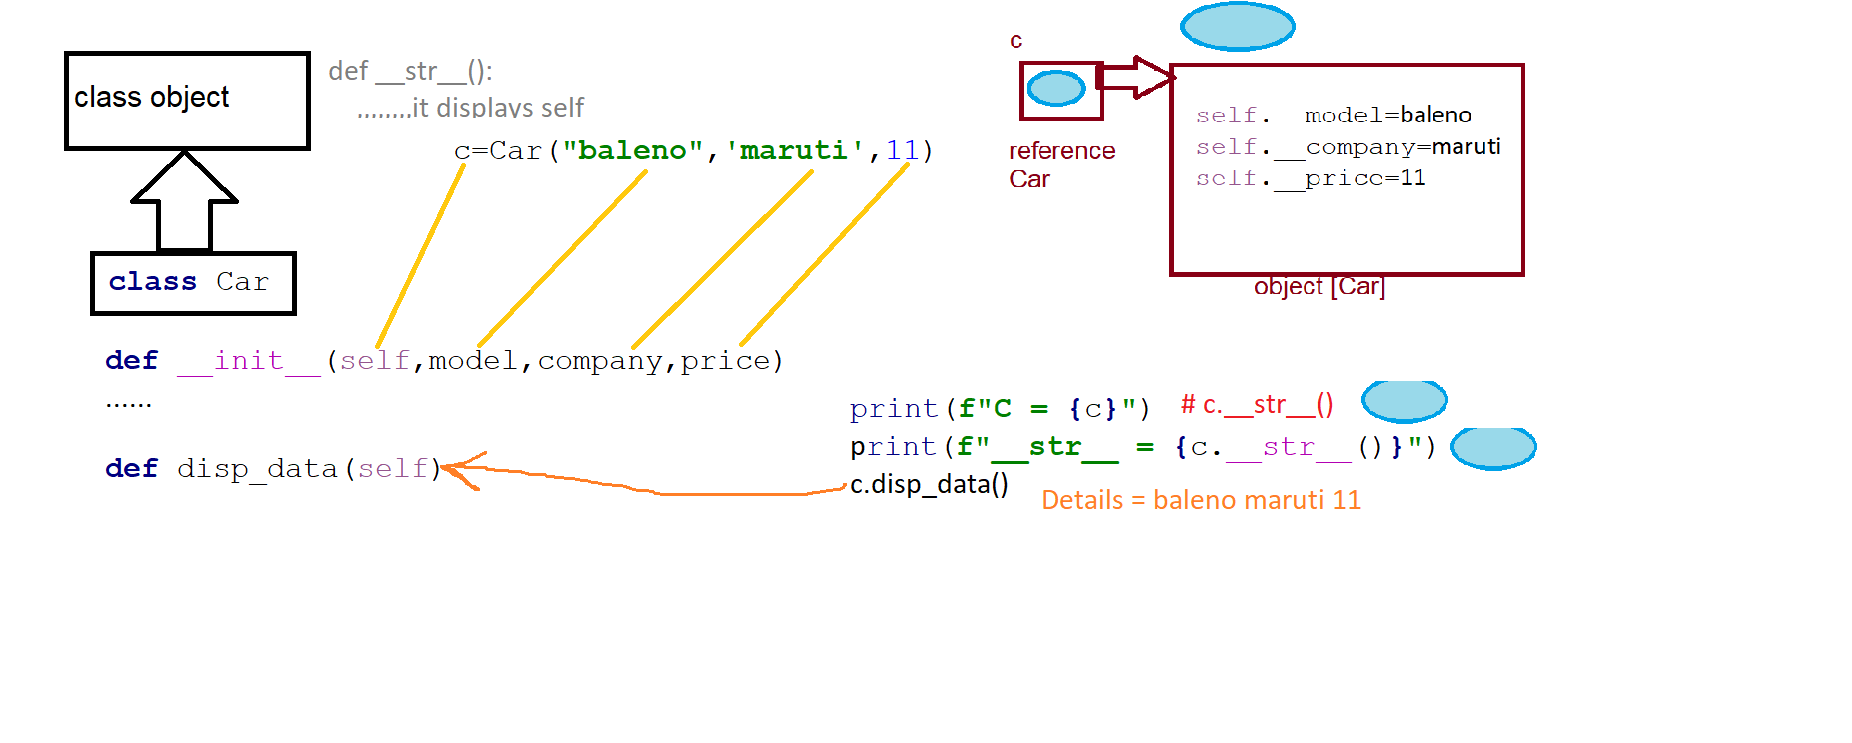 class object
def __str__():
........it displays self
c=Car("baleno",'maruti',11)
class Car
def __init__(self,model,company,price)
......
def disp_data(self)
c
reference
Car
self.__model=baleno
self.__company=maruti
self.__price=11
object [Car]
print(f"C = {c}") # c.__str__()
print(f"__str__ = {c.__str__()}")
c.disp_data()
Details = baleno maruti 11